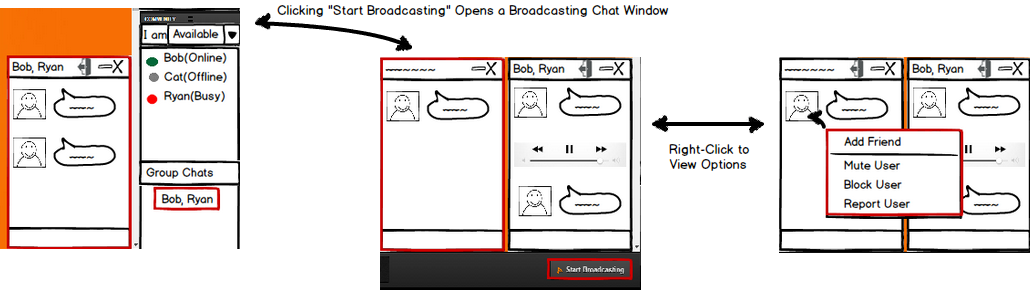 Clicking "Start Broadcasting" Opens a Broadcasting Chat Window
COMMUNITY
I am Available
Bob(Online)
Cat(Offline)
Ryan(Busy)
Group Chats
Bob, Ryan
Bob, Ryan
Bob, Ryan
Start Broadcasting
Right-Click to
View Options
Bob, Ryan
Add Friend
Mute User
Block User
Report User